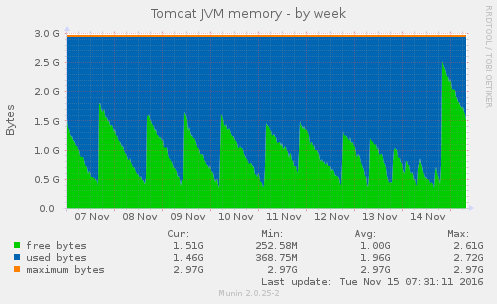 Tomcat JVM memory - by week
RRDTOOL / TOBI OETIKER
Bytes
3.0 G
2.5 G
2.0 G
1.5 G
1.0 G
0.5 G
0.0
07 Nov 08 Nov 09 Nov 10 Nov 11 Nov 12 Nov 13 Nov 14 Nov
Cur: Min: Avg: Max:
free bytes 1.51G 252.58M 1.00G 2.61G
used bytes 1.46G 368.75M 1.96G 2.72G
maximum bytes 2.97G 2.97G 2.97G 2.97G
Last update: Tue Nov 15 07:31:11 2016
Munin 2.0.25-2